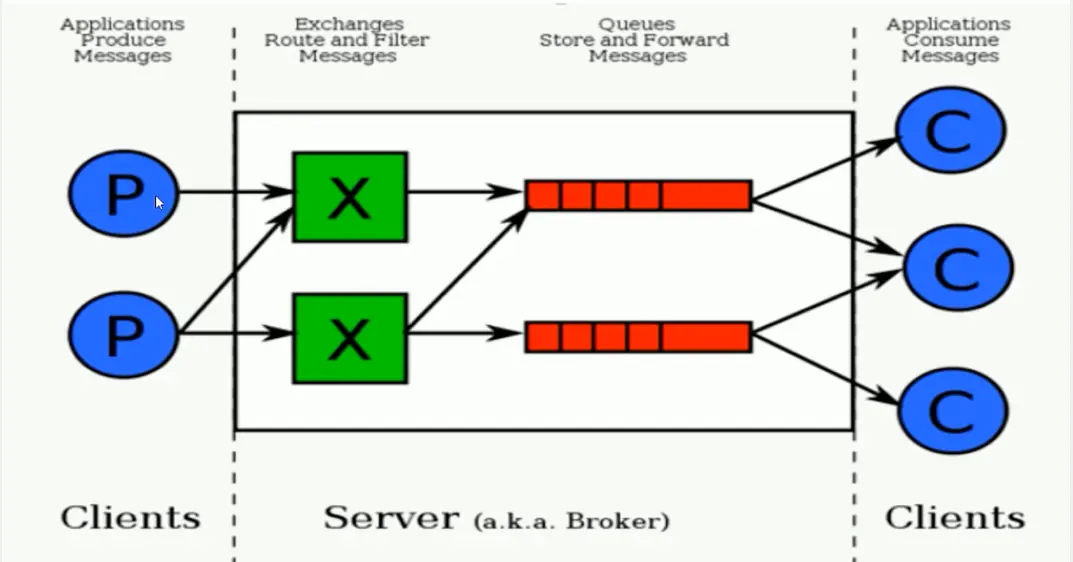 Applications
Produce
Messages
Exchanges
Route and Filter
Messages
Queues
Store and Forward
Messages
Applications
Consume
Messages
P
X
C
P
X
C
C
Clients
Server (a.k.a. Broker)
Clients